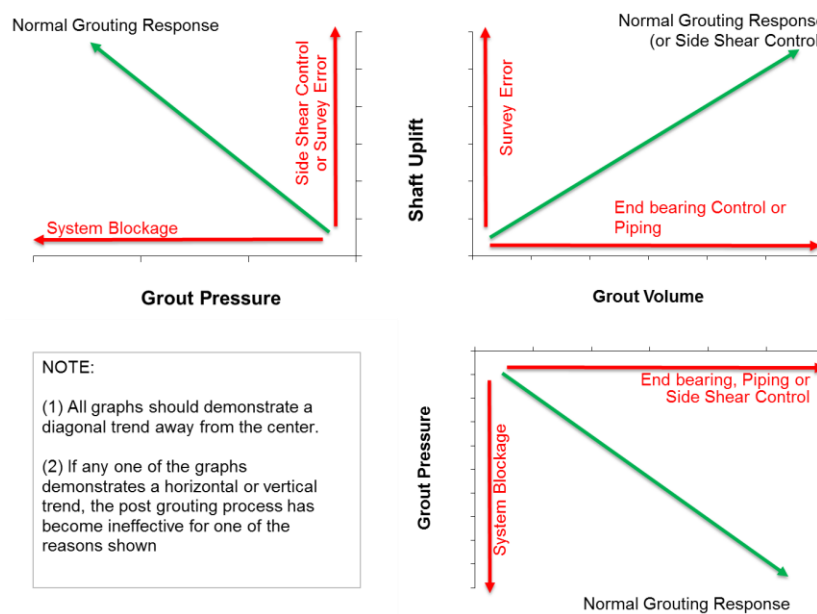 Normal Grouting Response
Side Shear Control
or Survey Error
System Blockage
Grout Pressure
Shaft Uplift
Normal Grouting Response
(or Side Shear Control
Survey Error
End bearing Control or
Piping
Grout Volume
NOTE:
(1) All graphs should demonstrate a
diagonal trend away from the center.
(2) If any one of the graphs
demonstrates a horizontal or vertical
trend, the post grouting process has
become ineffective for one of the
reasons shown
Grout Pressure
System Blockage
End bearing, Piping or
Side Shear Control
Normal Grouting Response